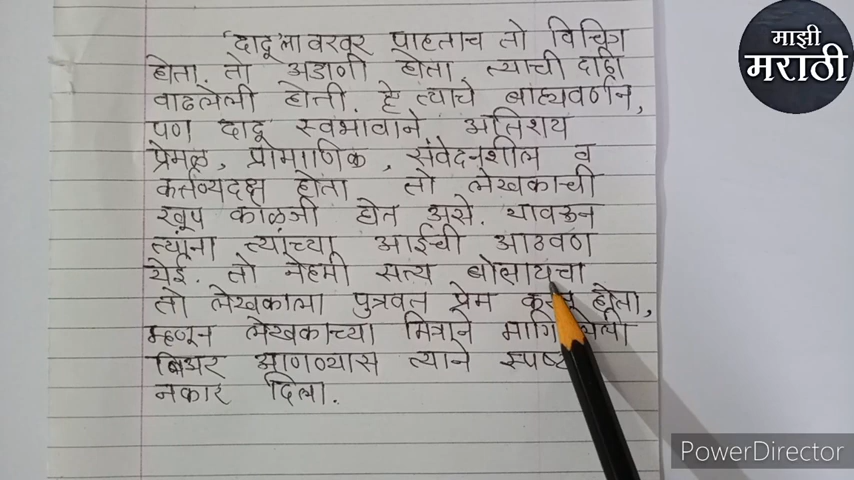 'दादू'ला वरवर पाहताच तो विचित्र
होता. तो अडाणी होता. त्याची दाढी
वाढलेली होती. हे त्याचे बाह्यवर्णन,
पण दादू स्वभावाने अतिशय
प्रेमळ, प्रामाणिक, संवेदनशील व
कर्तव्यदक्ष होता तो लेखकाची
खूप काळजी घेत असे. यावरून
त्यांना त्यांच्या आईची आठवण
येई. तो नेहमी सत्य बोलायचा
तो लेखकाला पुत्रवत प्रेम करत होता,
म्हणून लेखकाच्या मित्राने
बिअर आणण्यास त्याने स्पष्ट
नकार दिला.
माझी
मराठी
PowerDirector